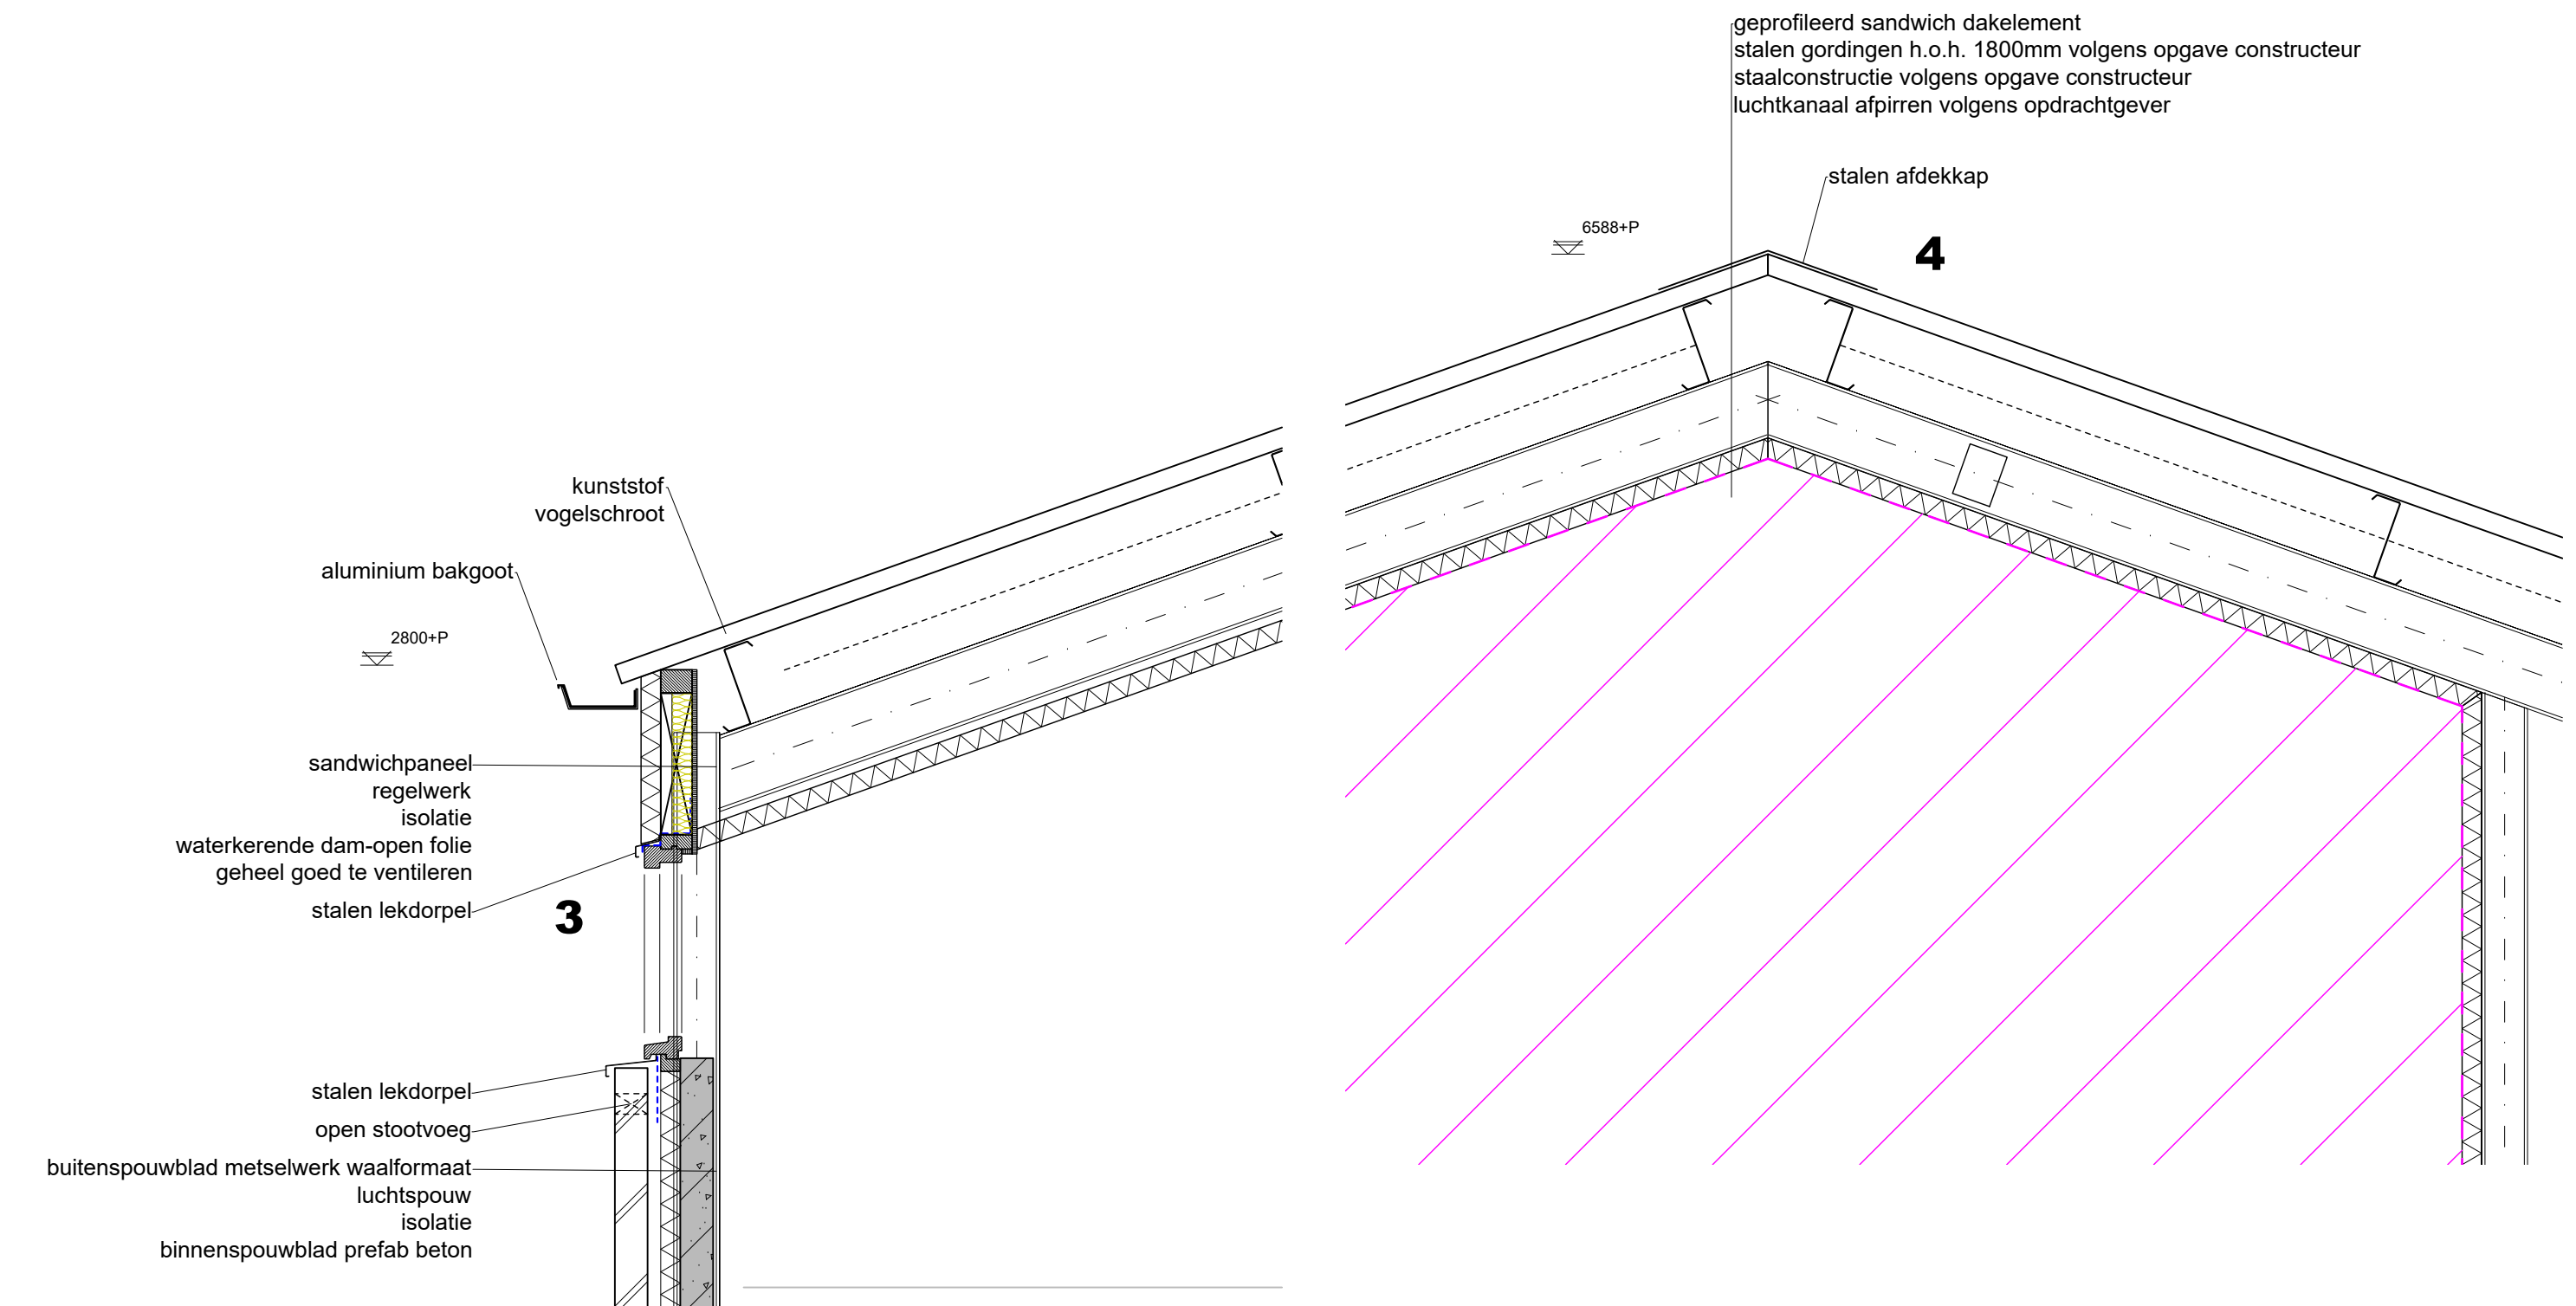 geprofileerd sandwich dakelement
stalen gordingen h.o.h. 1800mm volgens opgave constructeur
staalconstructie volgens opgave constructeur
luchtkanaal afpirren volgens opdrachtgever
stalen afdekkap
6588+P
4
kunststof
vogelschroot
aluminium bakgoot
2800+P
sandwichpaneel
regelwerk
isolatie
waterkerende dam-open folie
geheel goed te ventileren
stalen lekdorpel
3
stalen lekdorpel
open stootvoeg
buitenspouwblad metselwerk waalformaat
luchtspouw
isolatie
binnenspouwblad prefab beton